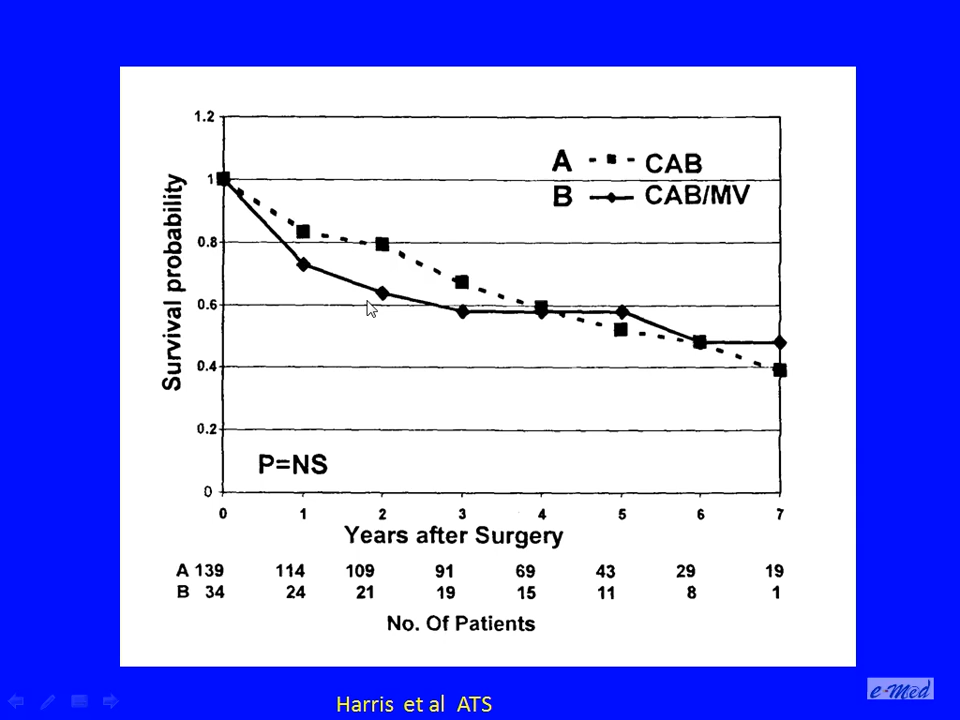 1.2
A CAB
1
B CAB/MV
0.8
0.6
0.4
0.2
P=NS
0
Survival probability
0 1 2 3 4 5 6 7
Years after Surgery
A 139 114 109 91 69 43 29 19
B 34 24 21 19 15 11 8 1
No. Of Patients
Harris et al ATS
e-Med